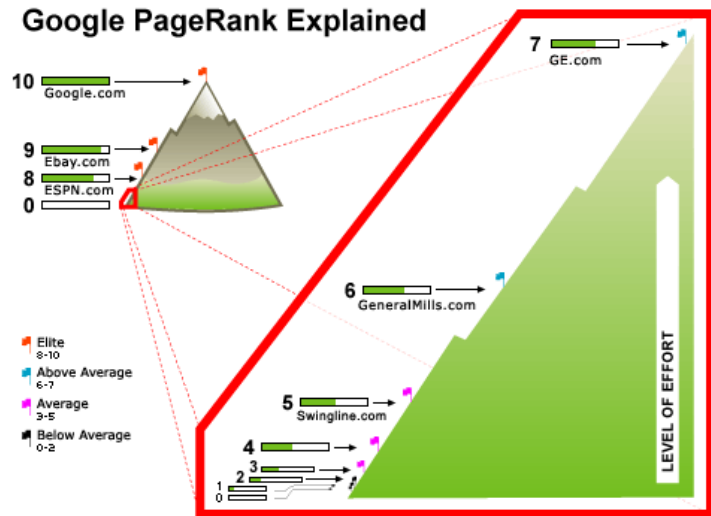 Google PageRank Explained
10
Google.com
9
Ebay.com
8
ESPN.com
0
7
GE.com
6
GeneralMills.com
5
Swingline.com
4
3
2
1
0
LEVEL OF EFFORT
Elite
8-10
Above Average
6-7
Average
3-5
Below Average
0-2